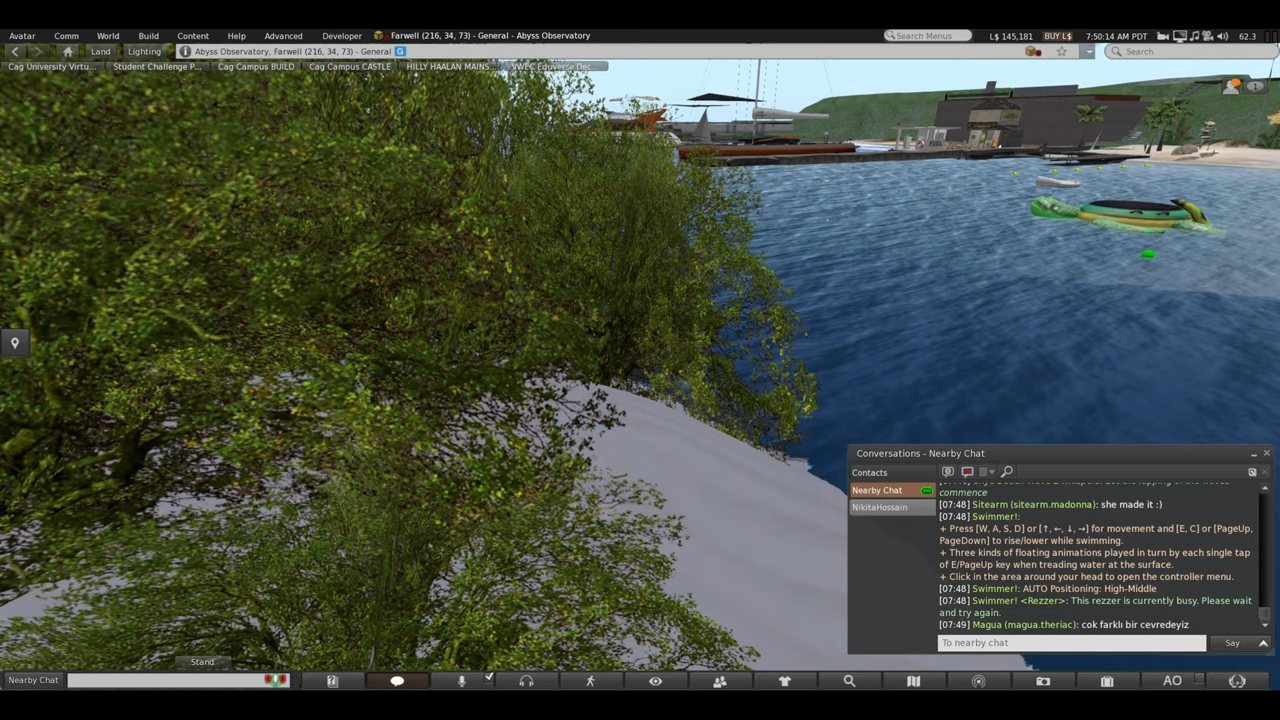 Avatar Comm World Build Content Help Advanced Developer Farwell (216, 34, 73) - General - Abyss Observatory Search Menus L$ 145,181 BUY L$ 7:50:14 AM PDT 62.3
Land Lighting Abyss Observatory, Farwell (216, 34, 73) - General G Search
Cag University Virtu... Student Challenge P... Cag Campus BUILD Cag Campus CASTLE HILLY HAALAN MAINS... VWEC Eduverse Dec...
1
Conversations - Nearby Chat
Contacts
Nearby Chat
NikitaHossain
commence
[07:48] Sitearm (sitearm.madonna): she made it :)
[07:48] Swimmer!:
+ Press [W, A, S, D] or [↑, ←, ↓, →] for movement and [E, C] or [PageUp,
PageDown] to rise/lower while swimming.
+ Three kinds of floating animations played in turn by each single tap
of E/PageUp key when treading water at the surface.
+ Click in the area around your head to open the controller menu.
[07:48] Swimmer!: AUTO Positioning: High-Middle
[07:48] Swimmer! <Rezzer>: This rezzer is currently busy. Please wait
and try again.
[07:49] Magua (magua.theriac): cok farklı bir cevredeyiz
To nearby chat Say
Stand
Nearby Chat AO